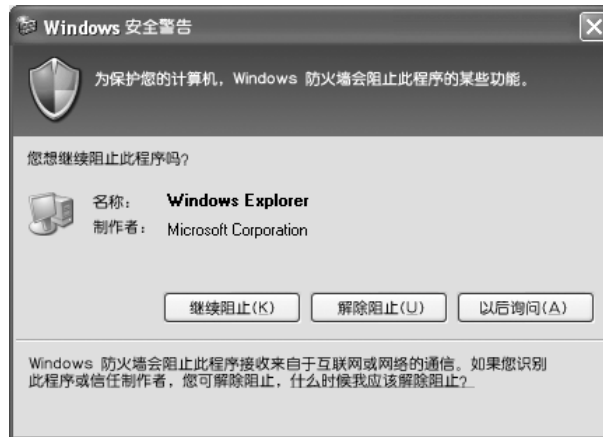 Windows 安全警告
为保护您的计算机，Windows 防火墙会阻止此程序的某些功能。
您想继续阻止此程序吗?
名称： Windows Explorer
制作者： Microsoft Corporation
继续阻止(K) 解除阻止(U) 以后询问(A)
Windows 防火墙会阻止此程序接收来自于互联网或网络的通信。如果您识别
此程序或信任制作者，您可解除阻止，什么时候我应该解除阻止?